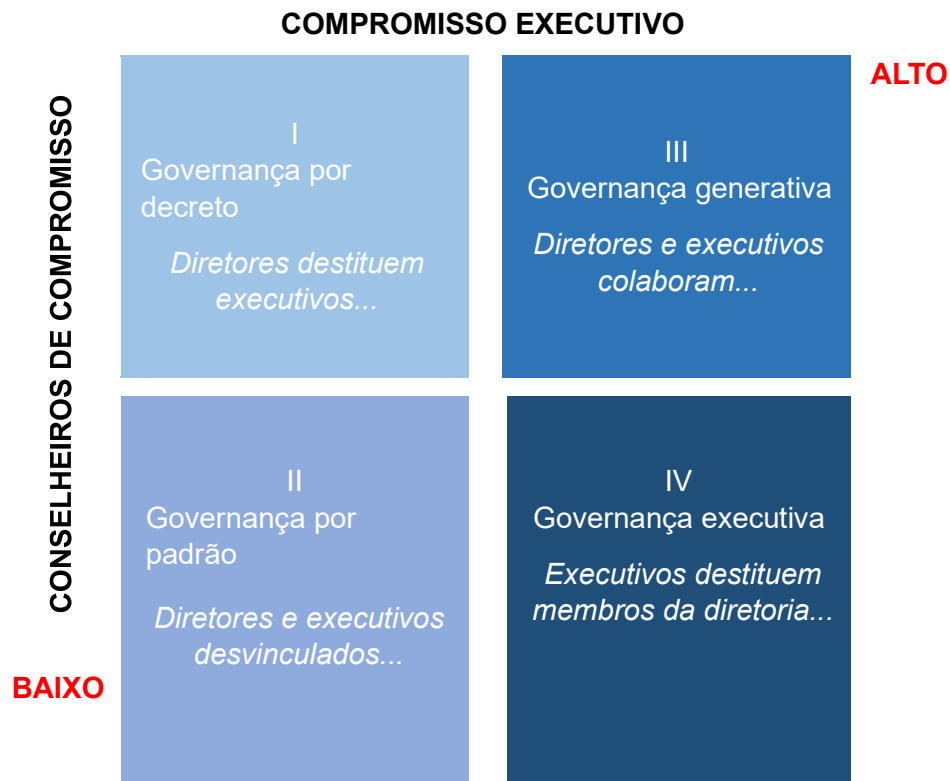 COMPROMISSO EXECUTIVO
ALTO
CONSELHEIROS DE COMPROMISSO
BAIXO
I
Governança por
decreto
Diretores destituem
executivos...
III
Governança generativa
Diretores e executivos
colaboram...
II
Governança por
padrão
Diretores e executivos
desvinculados...
IV
Governança executiva
Executivos destituem
membros da diretoria...